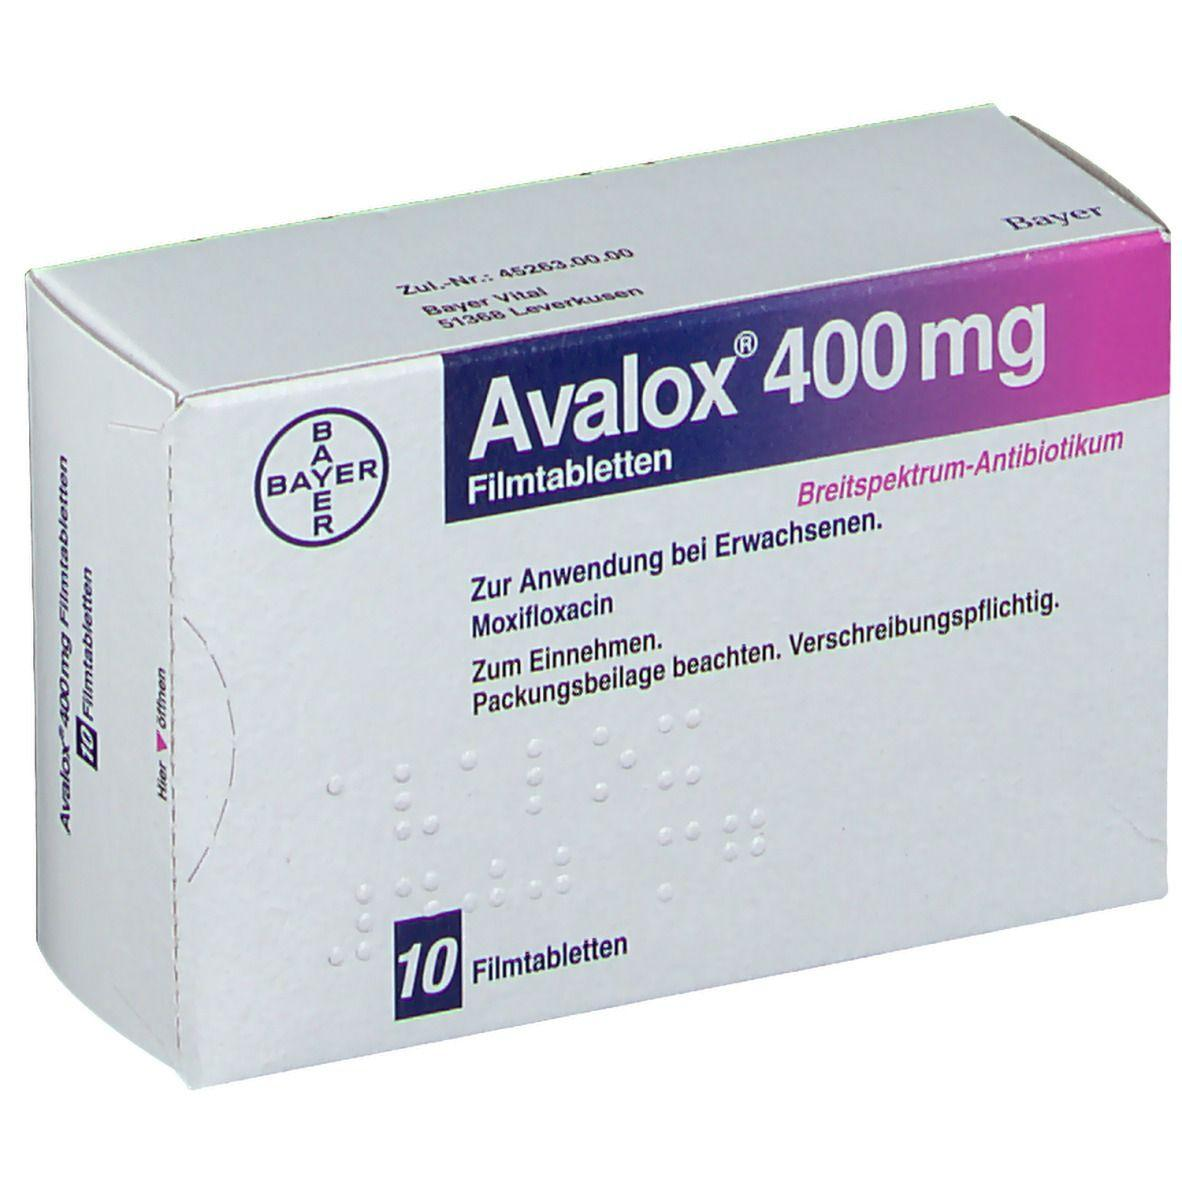 Zul.-Nr.: 45263.00.00
Bayer Vital
51368 Leverkusen
Bayer
BAYER
BAYER
Avalox® 400 mg
Filmtabletten
Breitspektrum-Antibiotikum
Zur Anwendung bei Erwachsenen.
Moxifloxacin
Zum Einnehmen.
Packungsbeilage beachten. Verschreibungspflichtig.
10 Filmtabletten
Avalox® 400 mg Filmtabletten
10 Filmtabletten
Hier öffnen